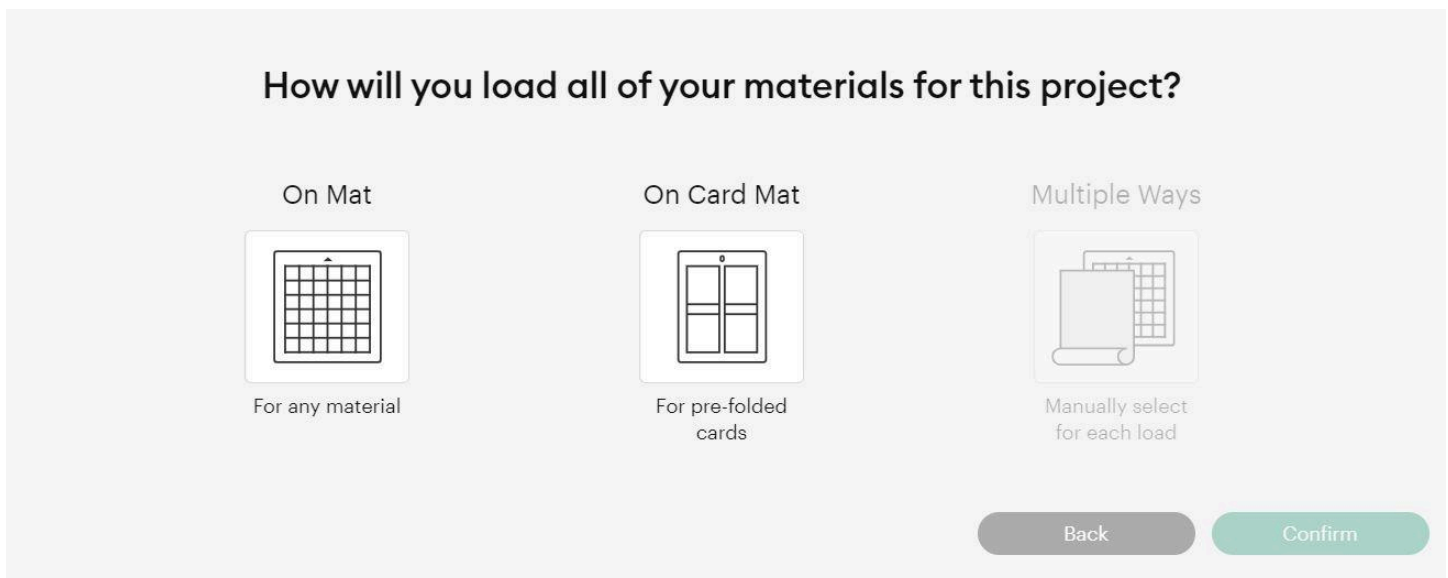 How will you load all of your materials for this project?
On Mat
On Card Mat
Multiple Ways
For any material
For pre-folded
cards
Manually select
for each load
Back
Confirm